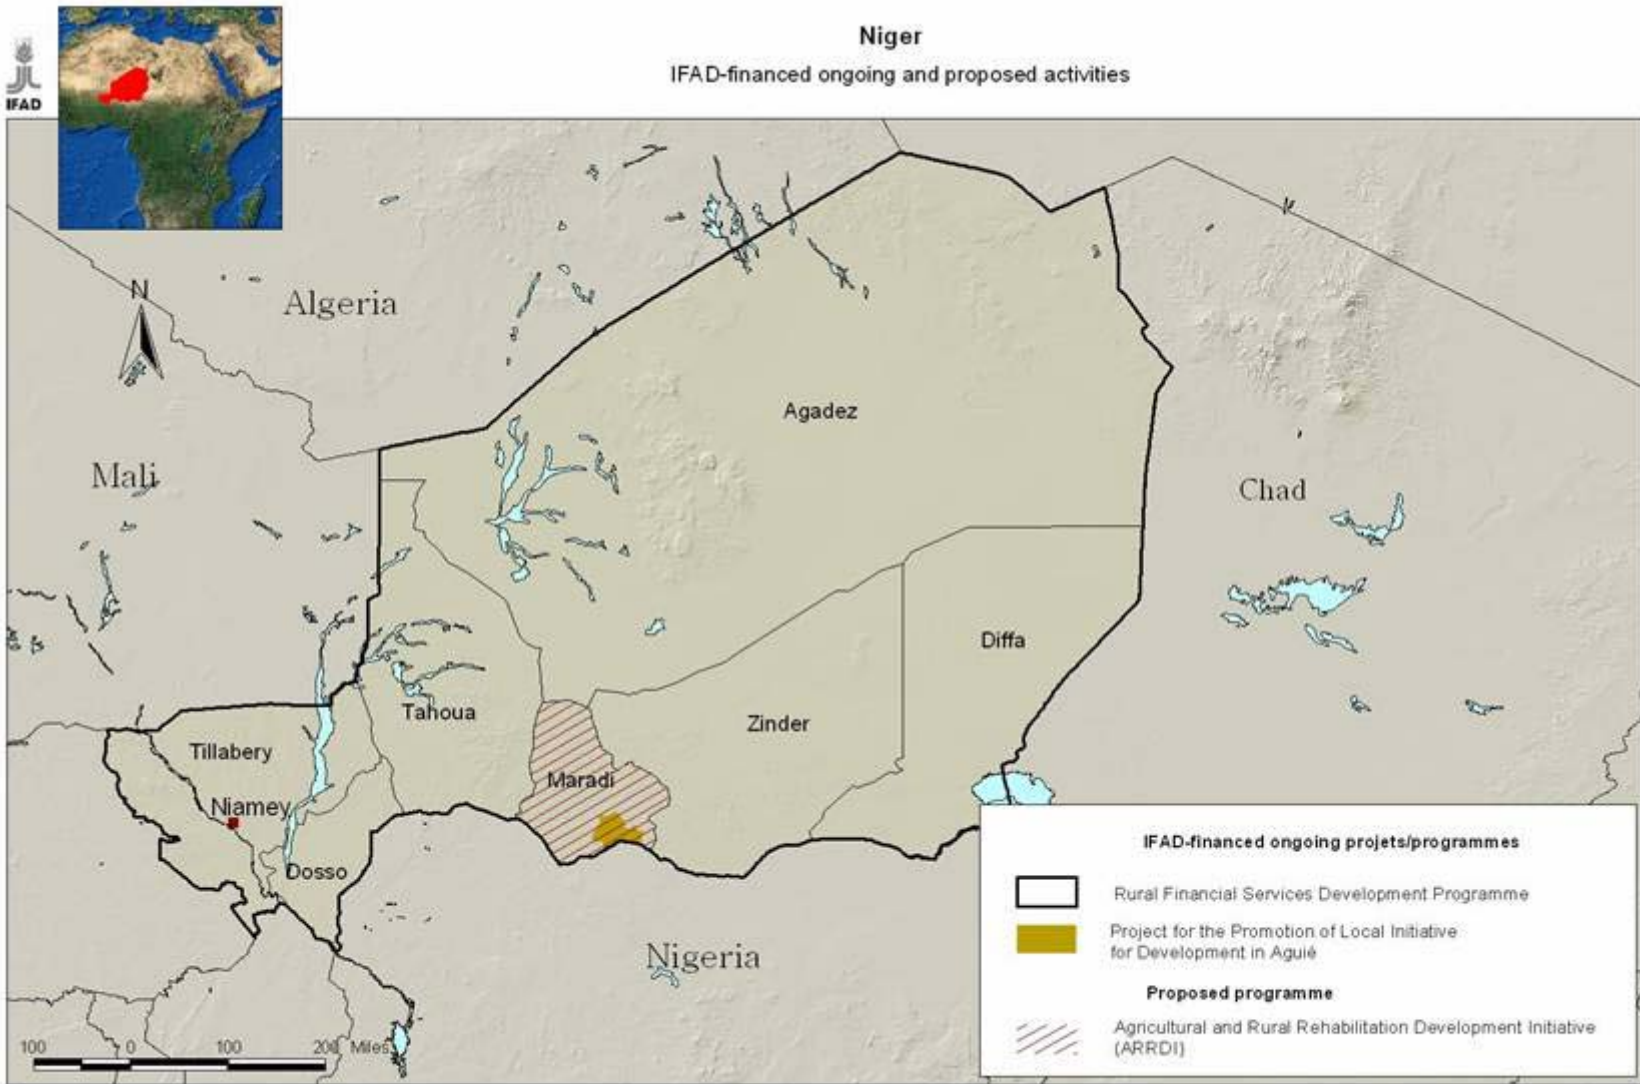 Niger
IFAD-financed ongoing and proposed activities
IFAD
N
Algeria
Agadez
Mali
Chad
Diffa
Tahoua
Zinder
Tillabery
Maradi
Niamey
Dosso
Nigeria
IFAD-financed ongoing projets/programmes
Rural Financial Services Development Programme
Project for the Promotion of Local Initiative
for Development in Aguié
Proposed programme
Agricultural and Rural Rehabilitation Development Initiative
(ARRDI)
100 0 100 200 Miles